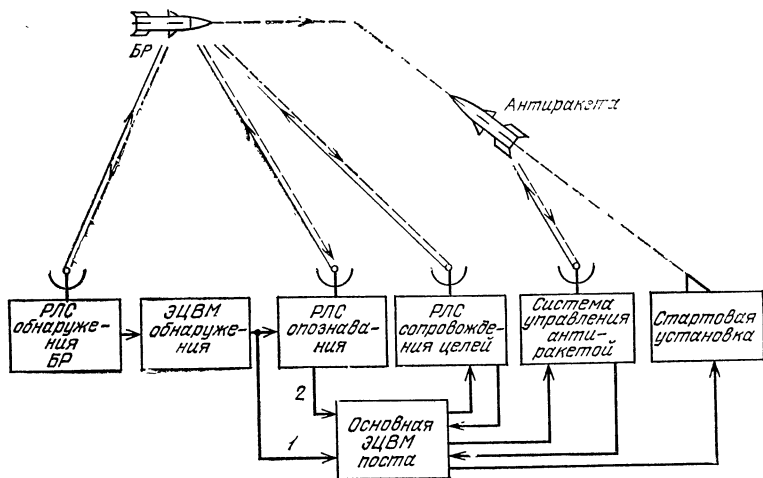 БР
Антиракета
РЛС
обнаруже-
ния
БР
ЭЦВМ
обнаруже-
ния
РЛС
опознава-
ния
РЛС
сопровожде-
ния целей
Система
управления
анти-
ракетой
Стартовая
установка
2
1
Основная
ЭЦВМ
поста